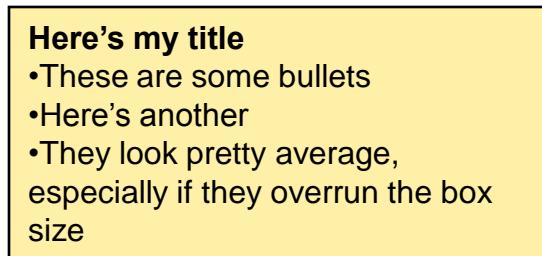 Here’s my title
•These are some bullets
•Here’s another
•They look pretty average,
especially if they overrun the box
size